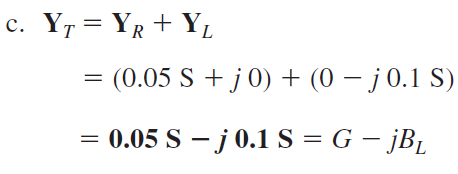 c. Y_T = Y_R + Y_L
= (0.05 S + j 0) + (0 − j 0.1 S)
= 0.05 S − j 0.1 S = G − jB_L